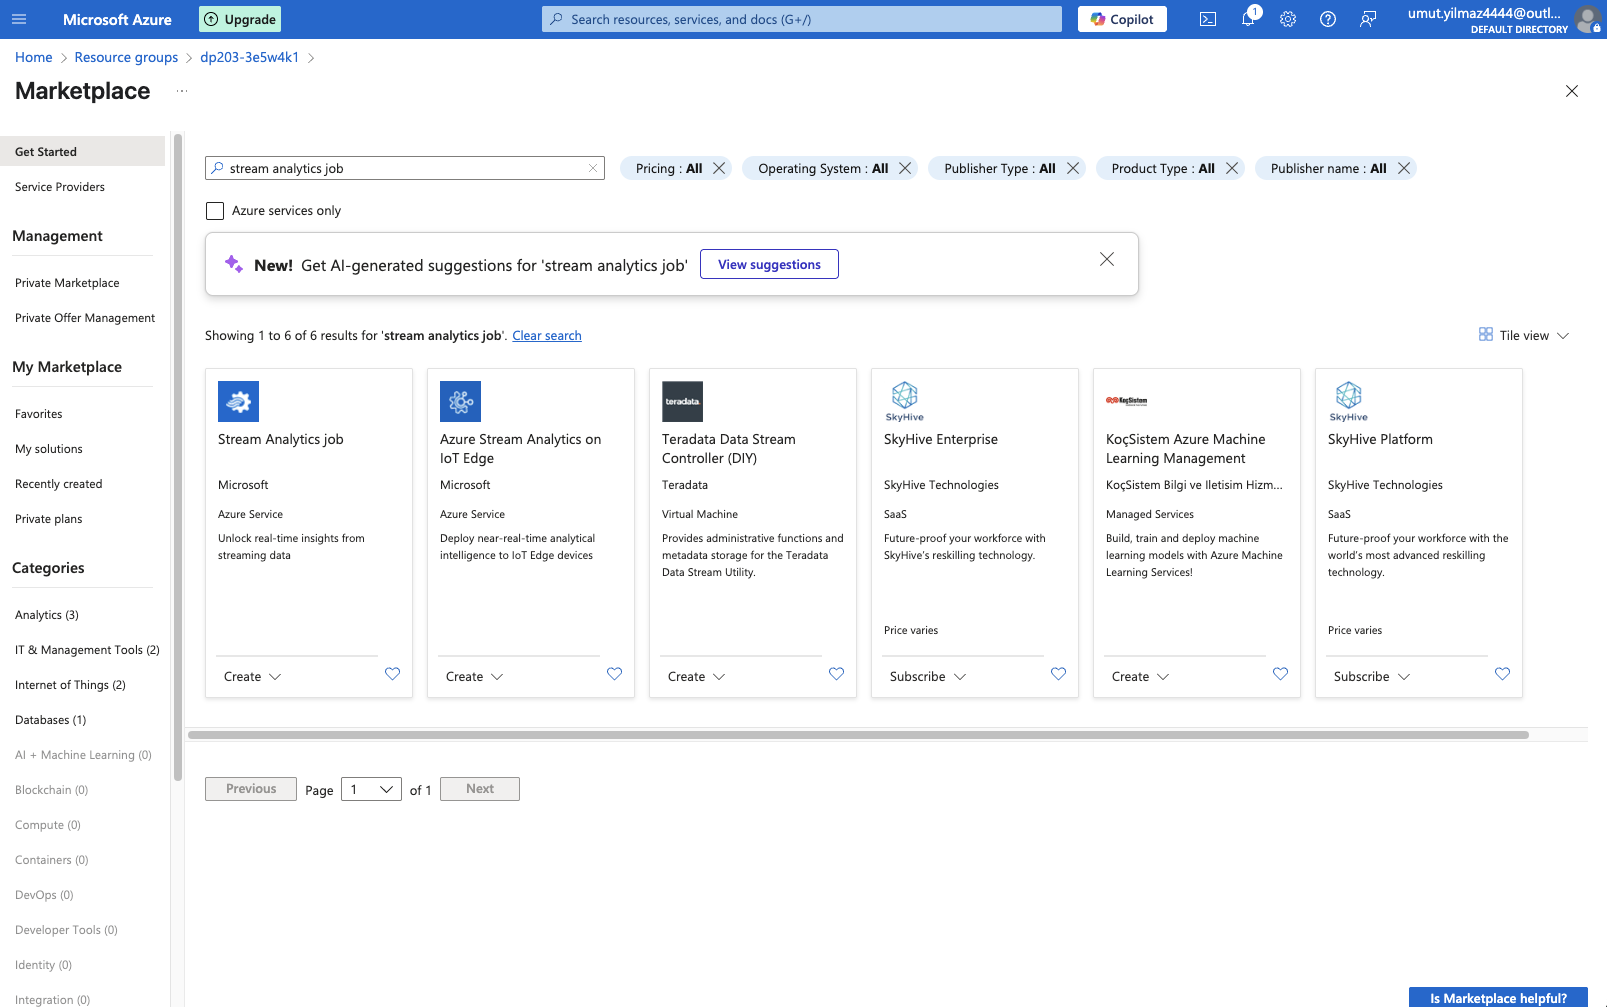 Microsoft Azure
Upgrade
Search resources, services, and docs (G+/)
Copilot
1
umut.yilmaz4444@outl...
DEFAULT DIRECTORY
Home
Resource groups
dp203-3e5w4k1
Marketplace
...
Get Started
Service Providers
Management
Private Marketplace
Private Offer Management
My Marketplace
Favorites
My solutions
Recently created
Private plans
Categories
Analytics (3)
IT & Management Tools (2)
Internet of Things (2)
Databases (1)
AI + Machine Learning (0)
Blockchain (0)
Compute (0)
Containers (0)
DevOps (0)
Developer Tools (0)
Identity (0)
Integration (0)
stream analytics job
Pricing : All
Operating System : All
Publisher Type : All
Product Type : All
Publisher name : All
Azure services only
New! Get AI-generated suggestions for 'stream analytics job'
View suggestions
Showing 1 to 6 of 6 results for 'stream analytics job'. Clear search
Tile view
Stream Analytics job
Microsoft
Azure Service
Unlock real-time insights from
streaming data
Create
Azure Stream Analytics on
IoT Edge
Microsoft
Azure Service
Deploy near-real-time analytical
intelligence to IoT Edge devices
Create
teradata.
Teradata Data Stream
Controller (DIY)
Teradata
Virtual Machine
Provides administrative functions and
metadata storage for the Teradata
Data Stream Utility.
Create
SkyHive
SkyHive Enterprise
SkyHive Technologies
SaaS
Future-proof your workforce with
SkyHive's reskilling technology.
Price varies
Subscribe
KoçSistem
KoçSistem Azure Machine
Learning Management
KoçSistem Bilgi ve Iletisim Hizm...
Managed Services
Build, train and deploy machine
learning models with Azure Machine
Learning Services!
Create
SkyHive
SkyHive Platform
SkyHive Technologies
SaaS
Future-proof your workforce with the
world's most advanced reskilling
technology.
Price varies
Subscribe
Previous
Page
1
of 1
Next
Is Marketplace helpful?